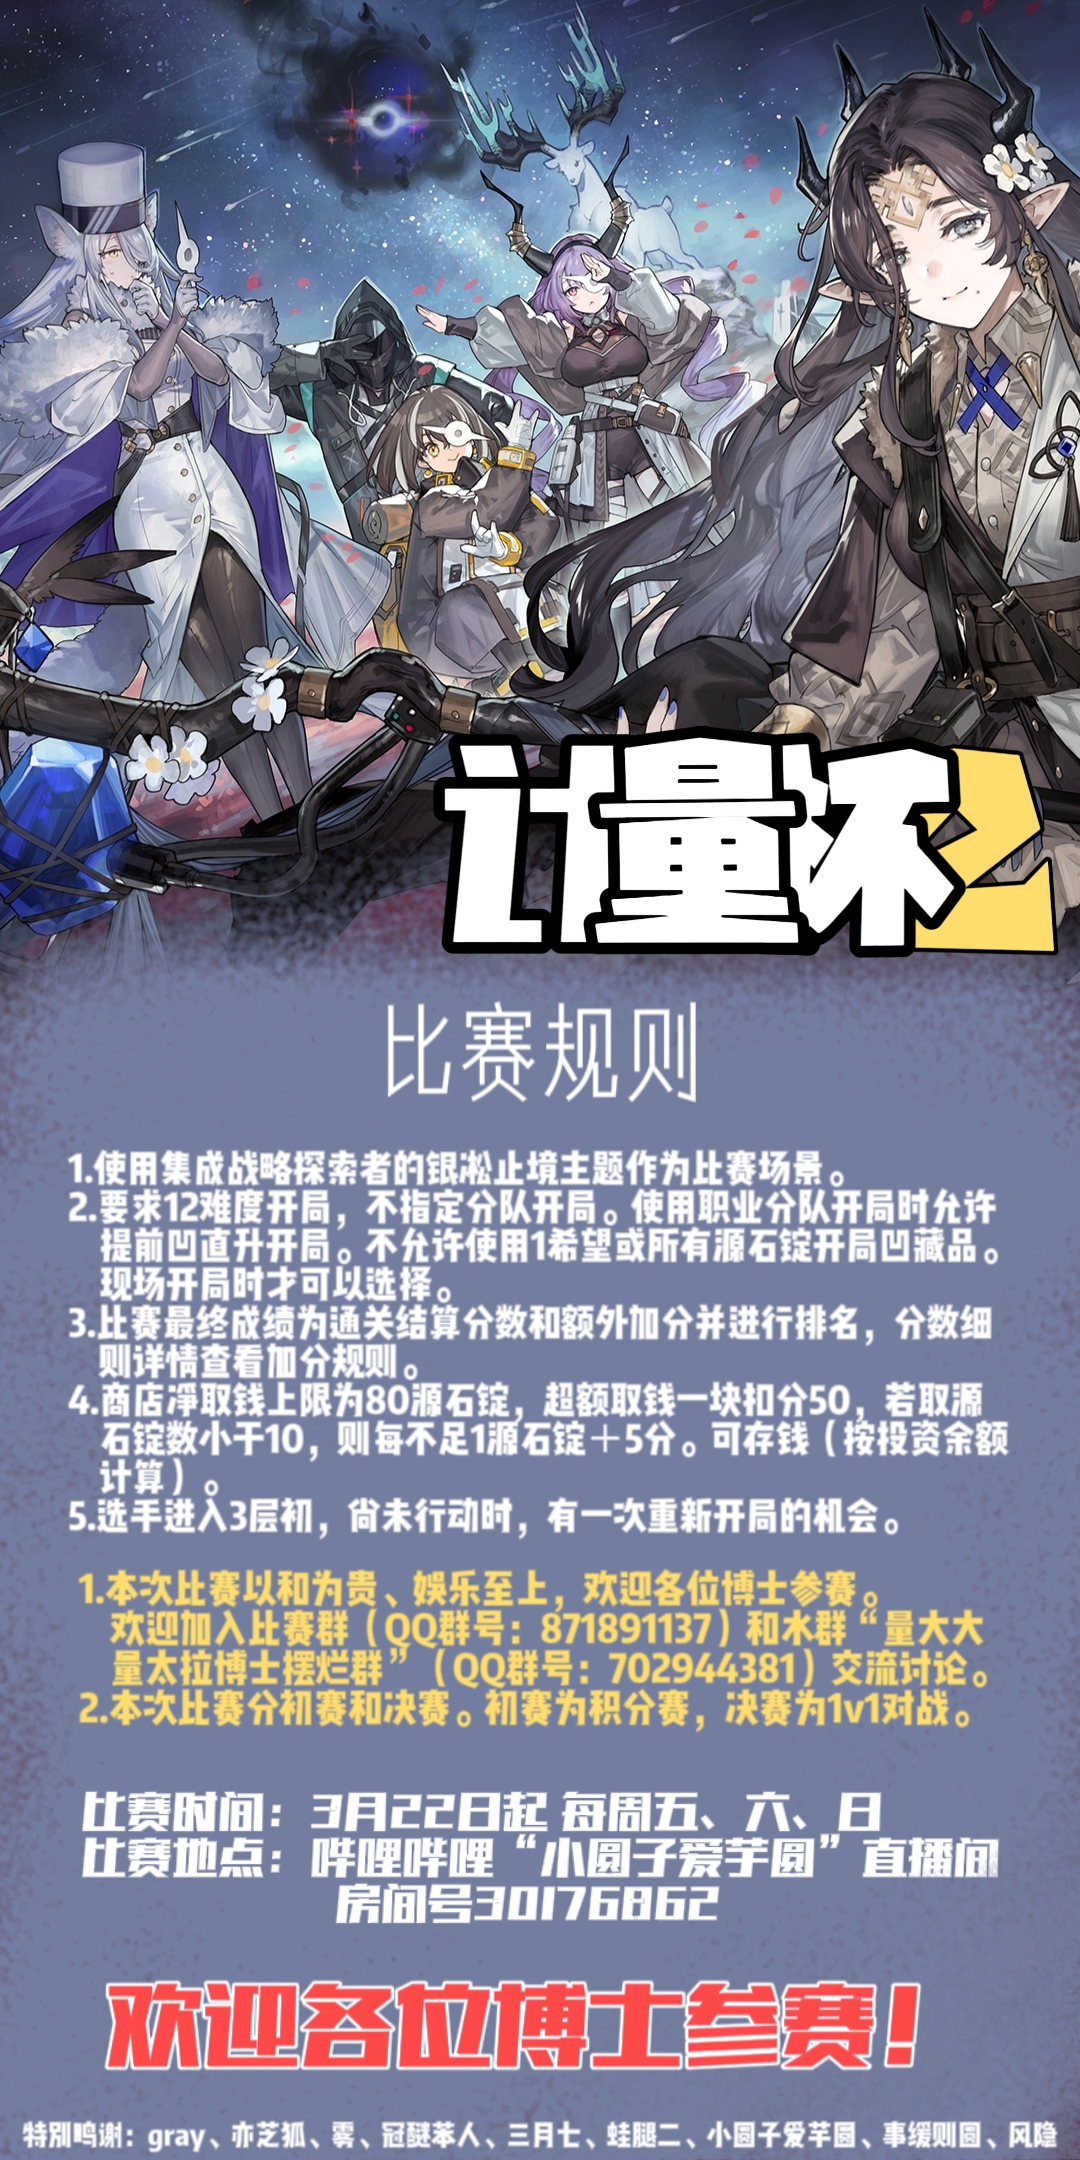 计量杯2
比赛规则
1.使用集成战略探索者的银凇止境主题作为比赛场景。
2.要求12难度开局，不指定分队开局。使用职业分队开局时允许
提前凹直升开局。不允许使用1希望或所有源石锭开局凹藏品。
现场开局时才可以选择。
3.比赛最终成绩为通关结算分数和额外加分并进行排名，分数细
则详情查看加分规则。
4.商店净取钱上限为80源石锭，超额取钱一块扣分50，若取源
石锭数小于10，则每不足1源石锭＋5分。可存钱（按投资余额
计算）。
5.选手进入3层初，尚未行动时，有一次重新开局的机会。
1.本次比赛以和为贵、娱乐至上，欢迎各位博士参赛。
欢迎加入比赛群（QQ群号：871891137）和水群“量大大
量太拉博士摆烂群”（QQ群号：702944381）交流讨论。
2.本次比赛分初赛和决赛。初赛为积分赛，决赛为1v1对战。
比赛时间：3月22日起 每周五、六、日
比赛地点：哔哩哔哩“小圆子爱芋圆”直播间
房间号30176862
欢迎各位博士参赛！
特别鸣谢：gray、亦芝狐、雾、冠醚苯人、三月七、蛙腿二、小圆子爱芋圆、事缓则圆、风隐